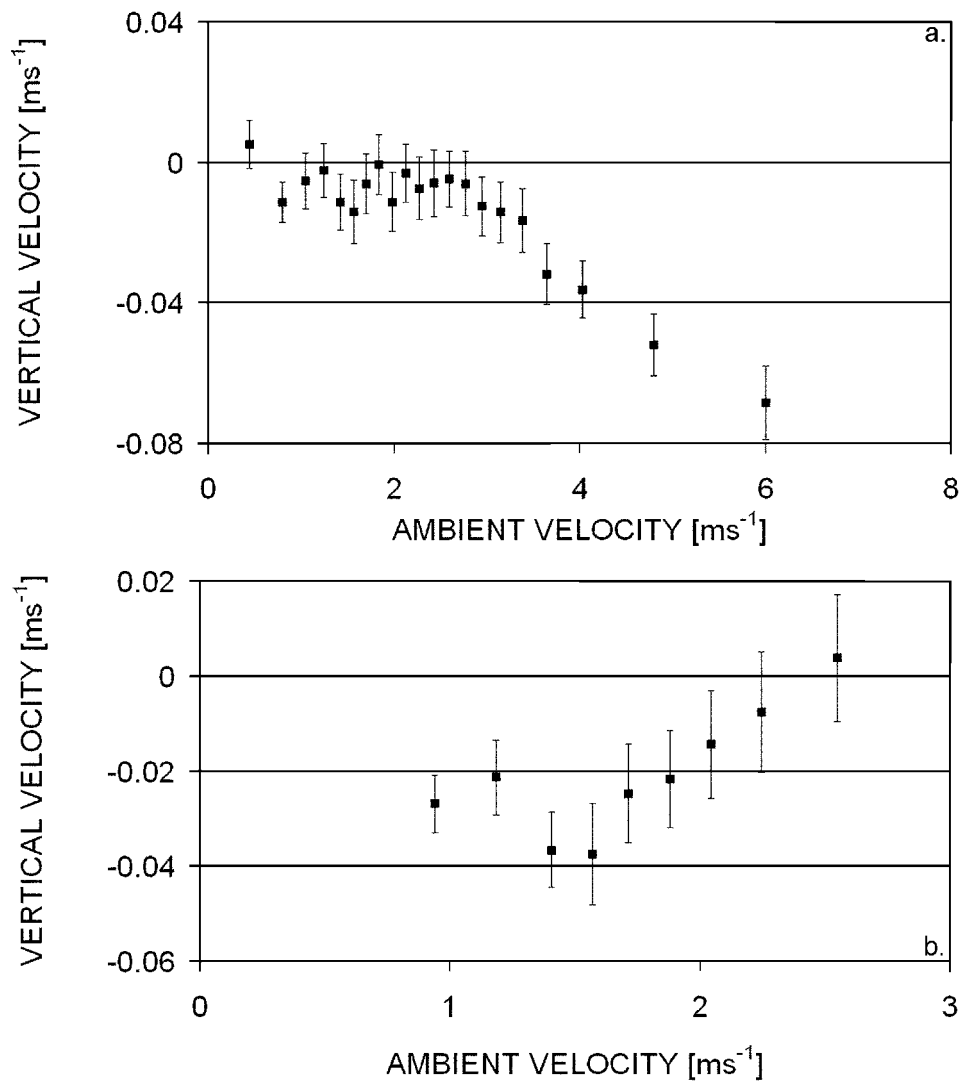 VERTICAL VELOCITY [ms⁻¹]
0.04
0
-0.04
-0.08
a.
0 2 4 6 8
AMBIENT VELOCITY [ms⁻¹]
VERTICAL VELOCITY [ms⁻¹]
0.02
0
-0.02
-0.04
-0.06
b.
0 1 2 3
AMBIENT VELOCITY [ms⁻¹]